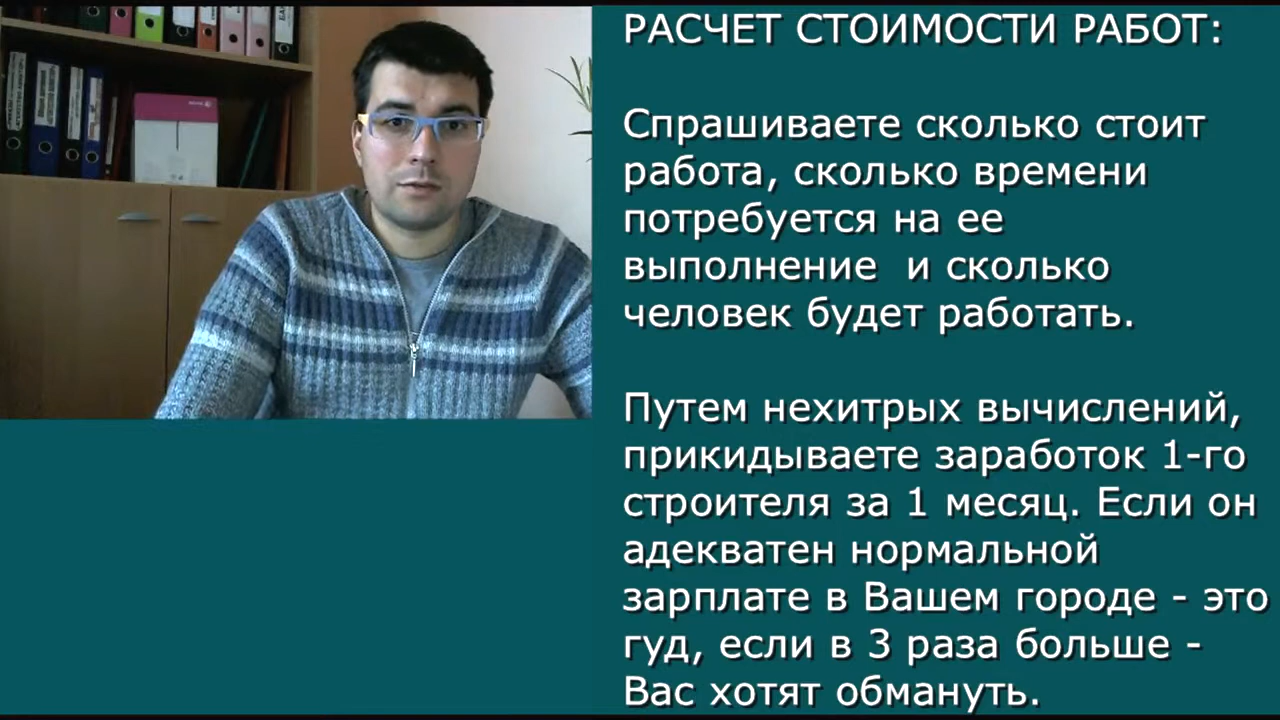 РАСЧЕТ СТОИМОСТИ РАБОТ:
Спрашиваете сколько стоит
работа, сколько времени
потребуется на ее
выполнение  и сколько
человек будет работать.
Путем нехитрых вычислений,
прикидываете заработок 1-го
строителя за 1 месяц. Если он
адекватен нормальной
зарплате в Вашем городе - это
гуд, если в 3 раза больше -
Вас хотят обмануть.